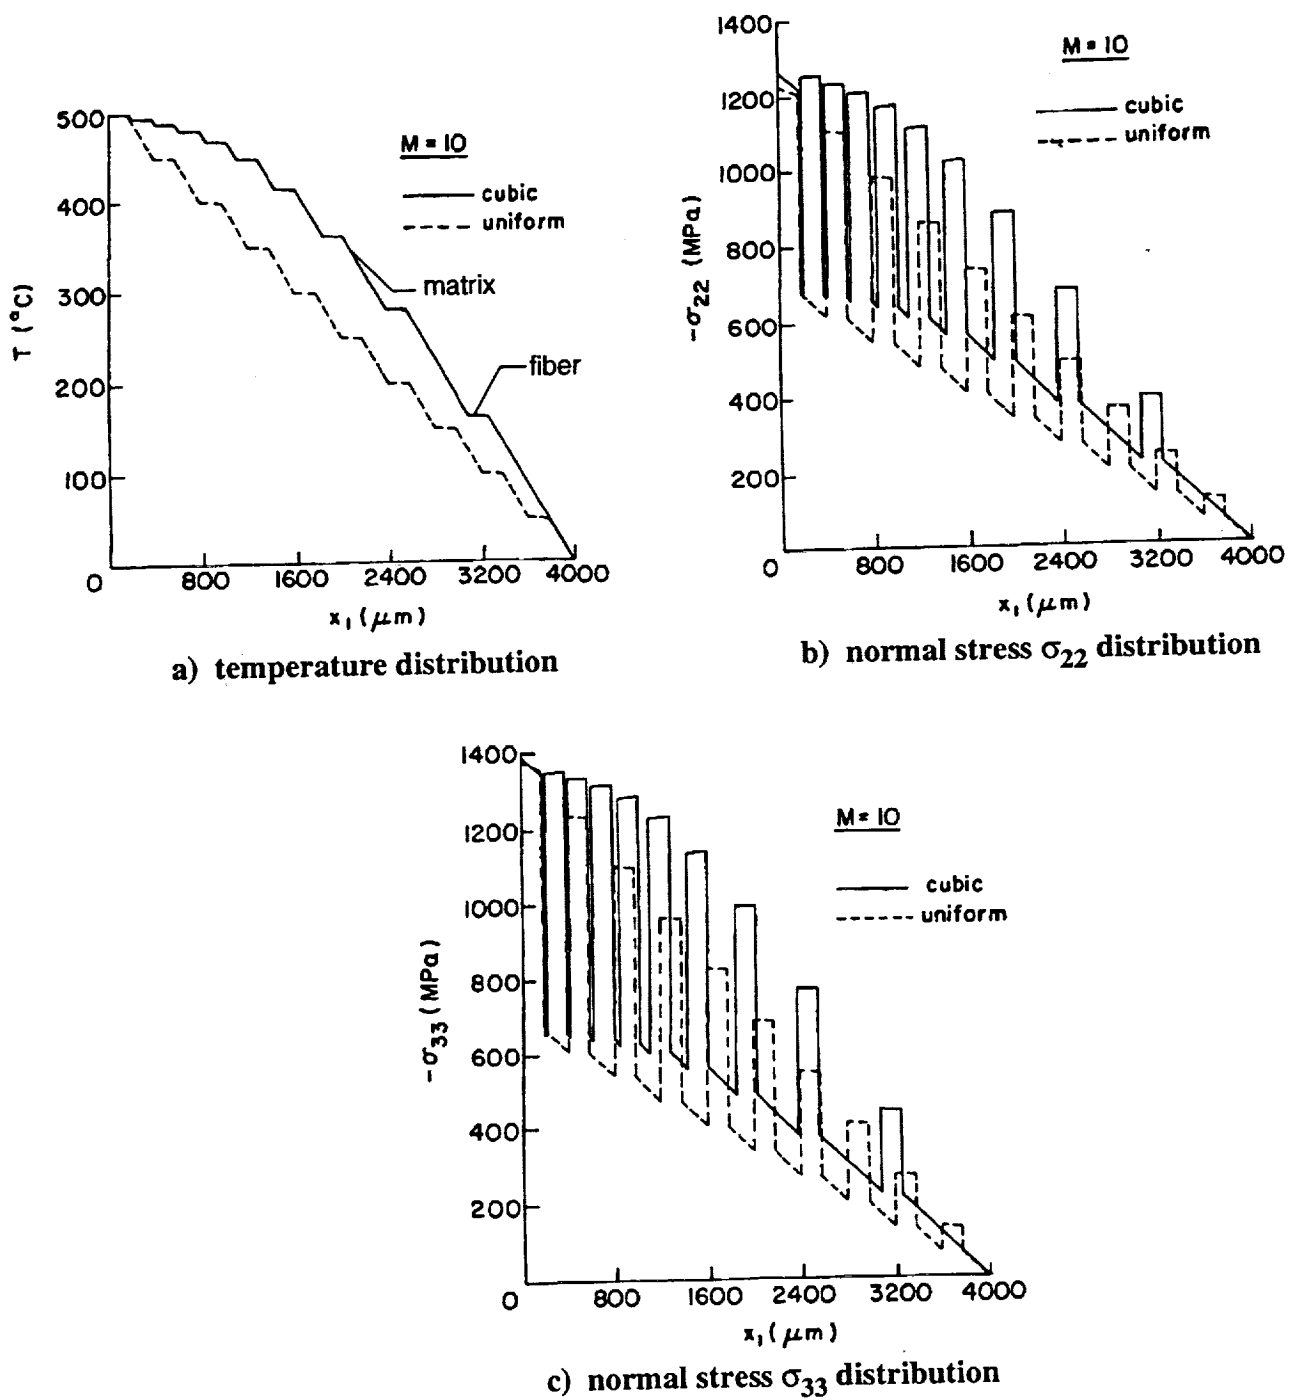 500
400
300
200
100
T (°C)
M = 10
cubic
uniform
matrix
fiber
0 800 1600 2400 3200 4000
x₁ (μm)
a) temperature distribution
1400
1200
1000
800
600
400
200
-σ₂₂ (MPa)
M = 10
cubic
uniform
0 800 1600 2400 3200 4000
x₁ (μm)
b) normal stress σ₂₂ distribution
1400
1200
1000
800
600
400
200
-σ₃₃ (MPa)
M = 10
cubic
uniform
0 800 1600 2400 3200 4000
x₁ (μm)
c) normal stress σ₃₃ distribution